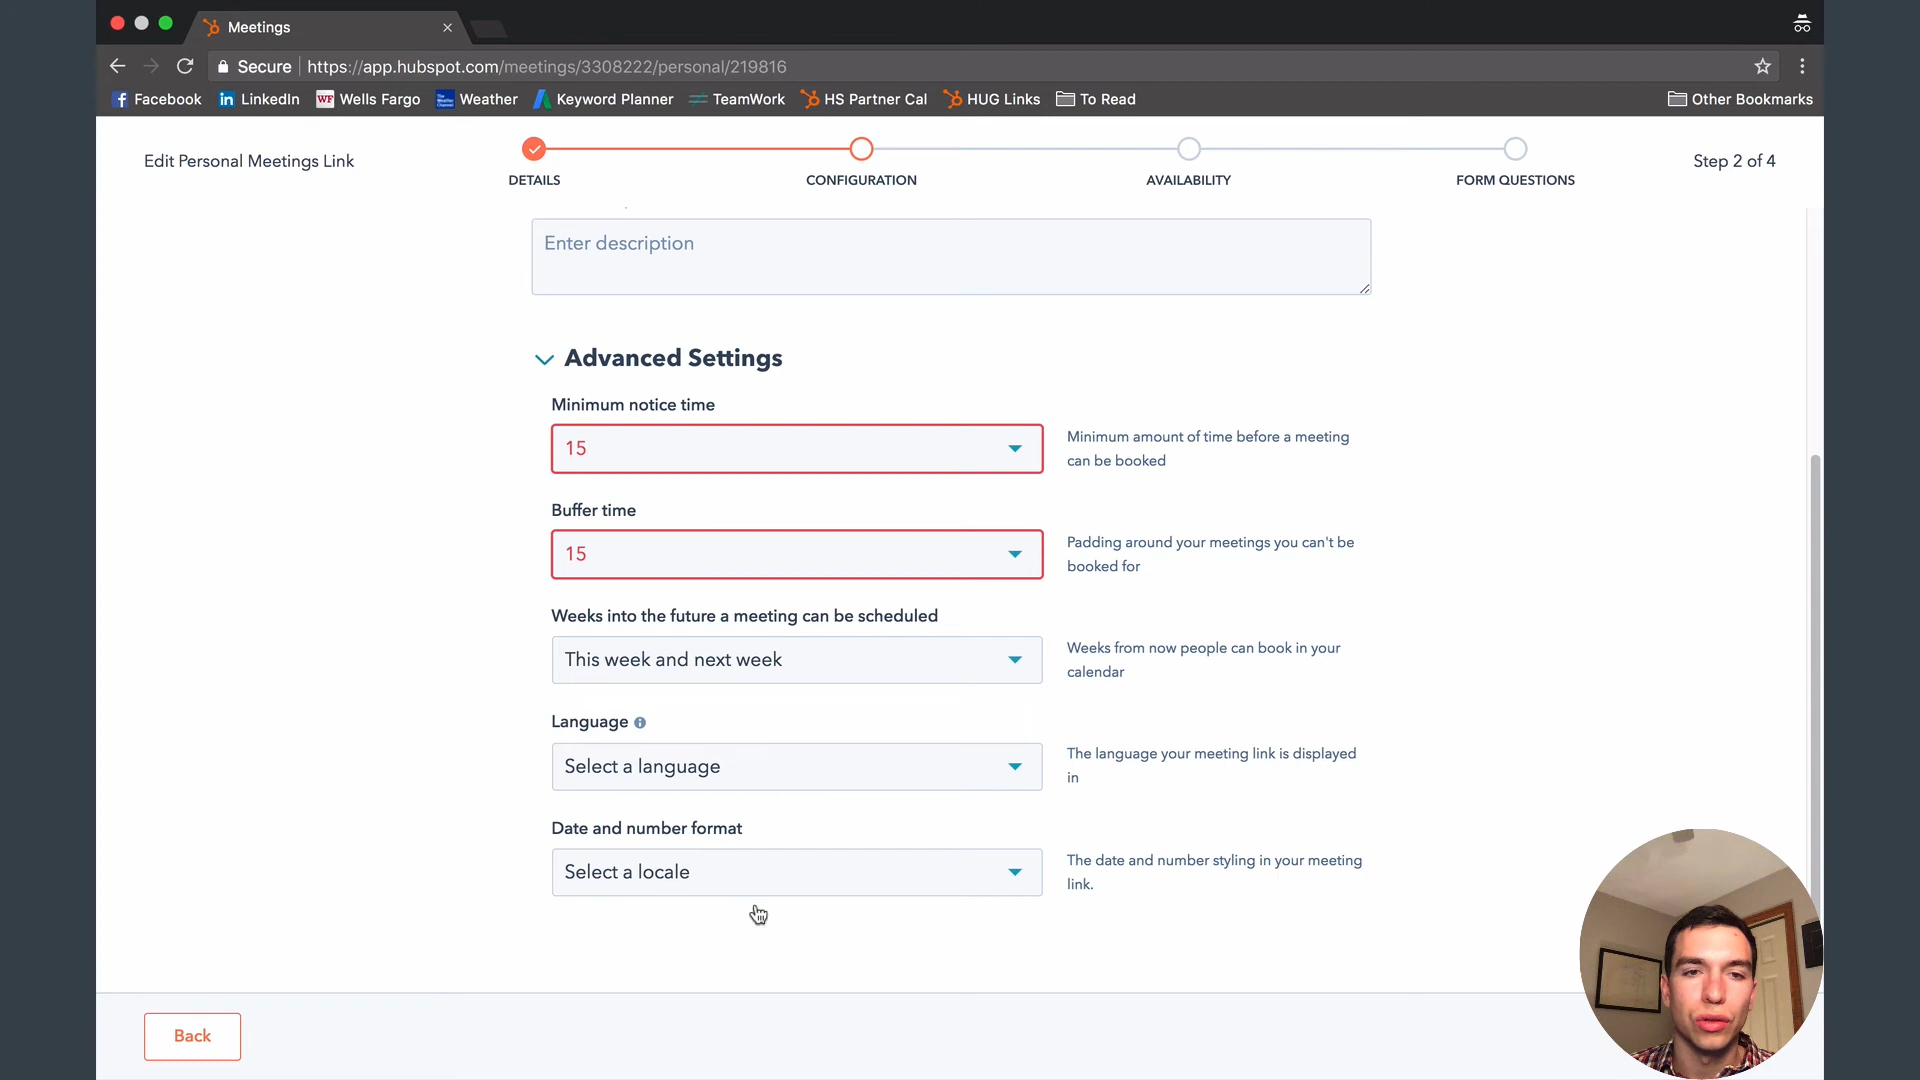 Meetings
Secure https://app.hubspot.com/meetings/3308222/personal/219816
Facebook LinkedIn WF Wells Fargo Weather Keyword Planner TeamWork HS Partner Cal HUG Links To Read Other Bookmarks
Edit Personal Meetings Link
DETAILS
CONFIGURATION
AVAILABILITY
FORM QUESTIONS
Step 2 of 4
Enter description
Advanced Settings
Minimum notice time
15
Minimum amount of time before a meeting
can be booked
Buffer time
15
Padding around your meetings you can't be
booked for
Weeks into the future a meeting can be scheduled
This week and next week
Weeks from now people can book in your
calendar
Language
Select a language
The language your meeting link is displayed
in
Date and number format
Select a locale
The date and number styling in your meeting
link.
Back